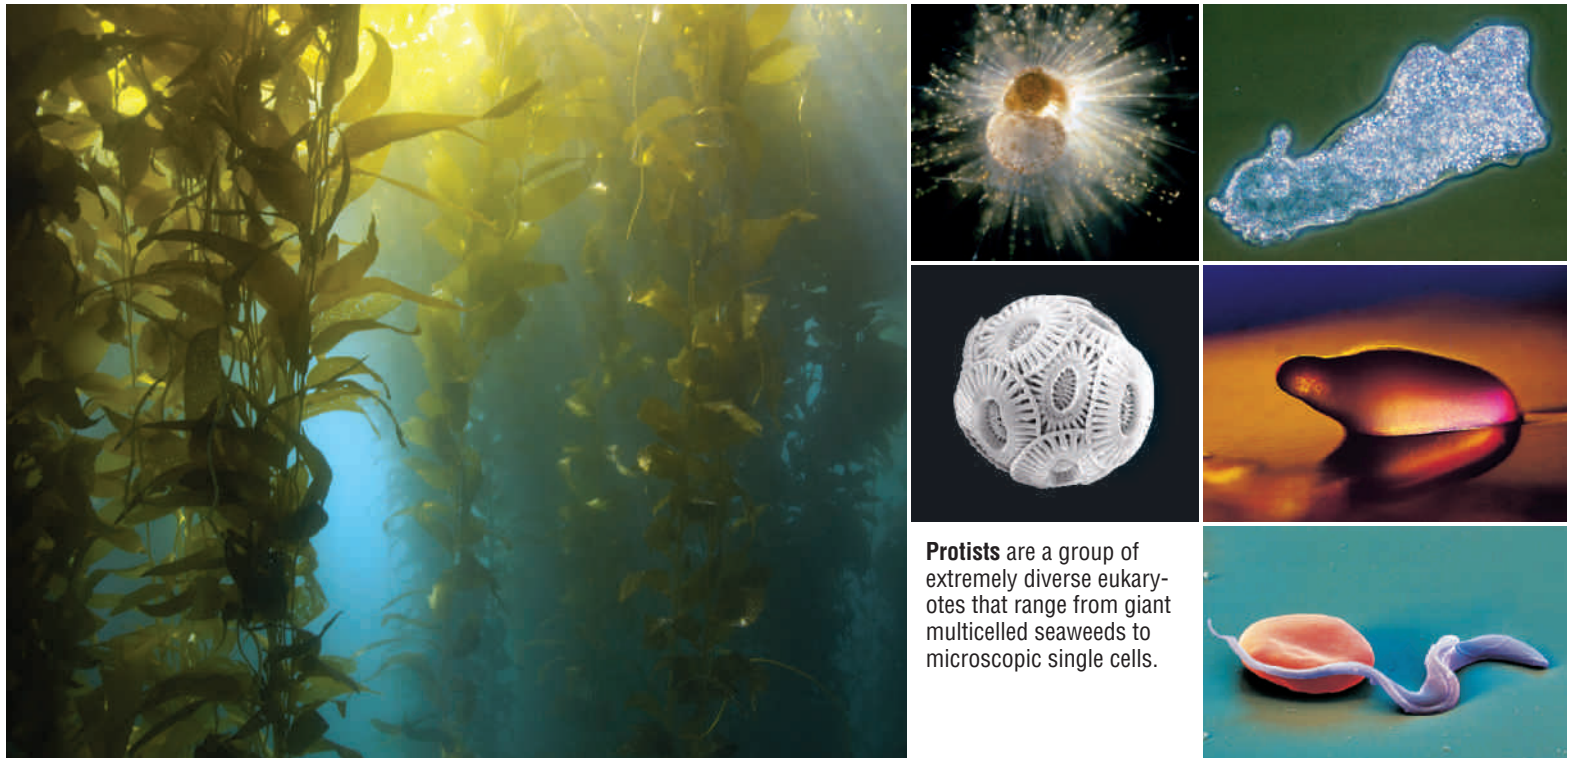 Protists are a group of
extremely diverse eukary-
otes that range from giant
multicelled seaweeds to
microscopic single cells.